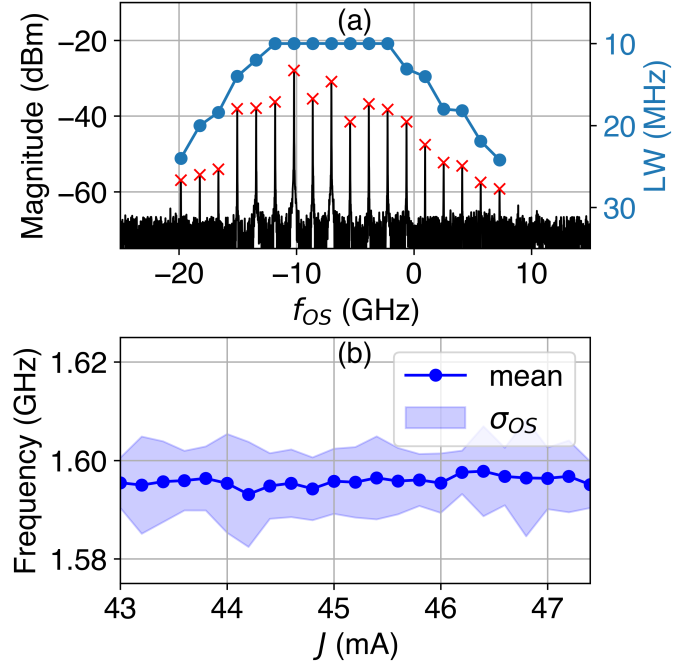 (a)
Magnitude (dBm)
−20
−40
−60
10
20
30
LW (MHz)
−20 −10 0 10
f_OS (GHz)
(b)
Frequency (GHz)
1.62
1.60
1.58
mean
σ_OS
43 44 45 46 47
J (mA)